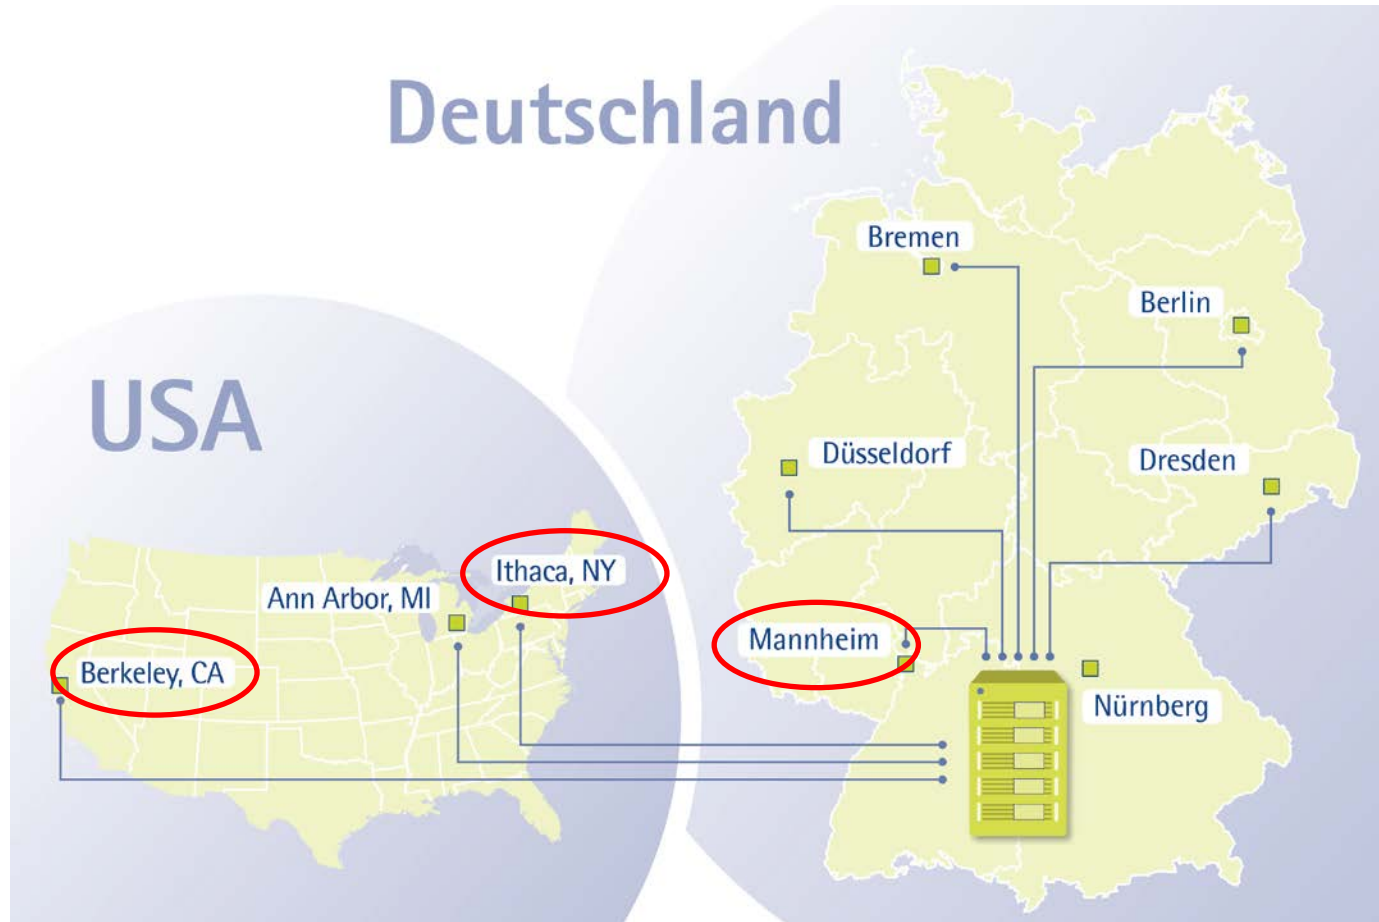 Deutschland
Bremen
Berlin
USA
Düsseldorf
Dresden
Ithaca, NY
Ann Arbor, MI
Mannheim
Berkeley, CA
Nürnberg